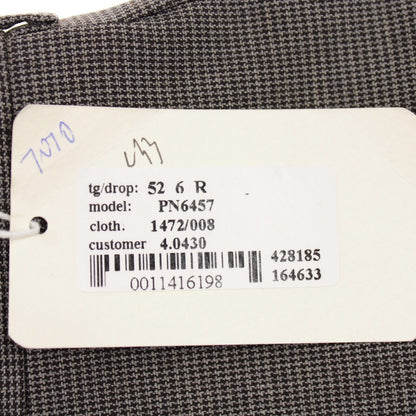 7070
tg/drop: 52 6 R
model: PN6457
cloth. 1472/008
customer 4.0430
428185
164633
0011416198